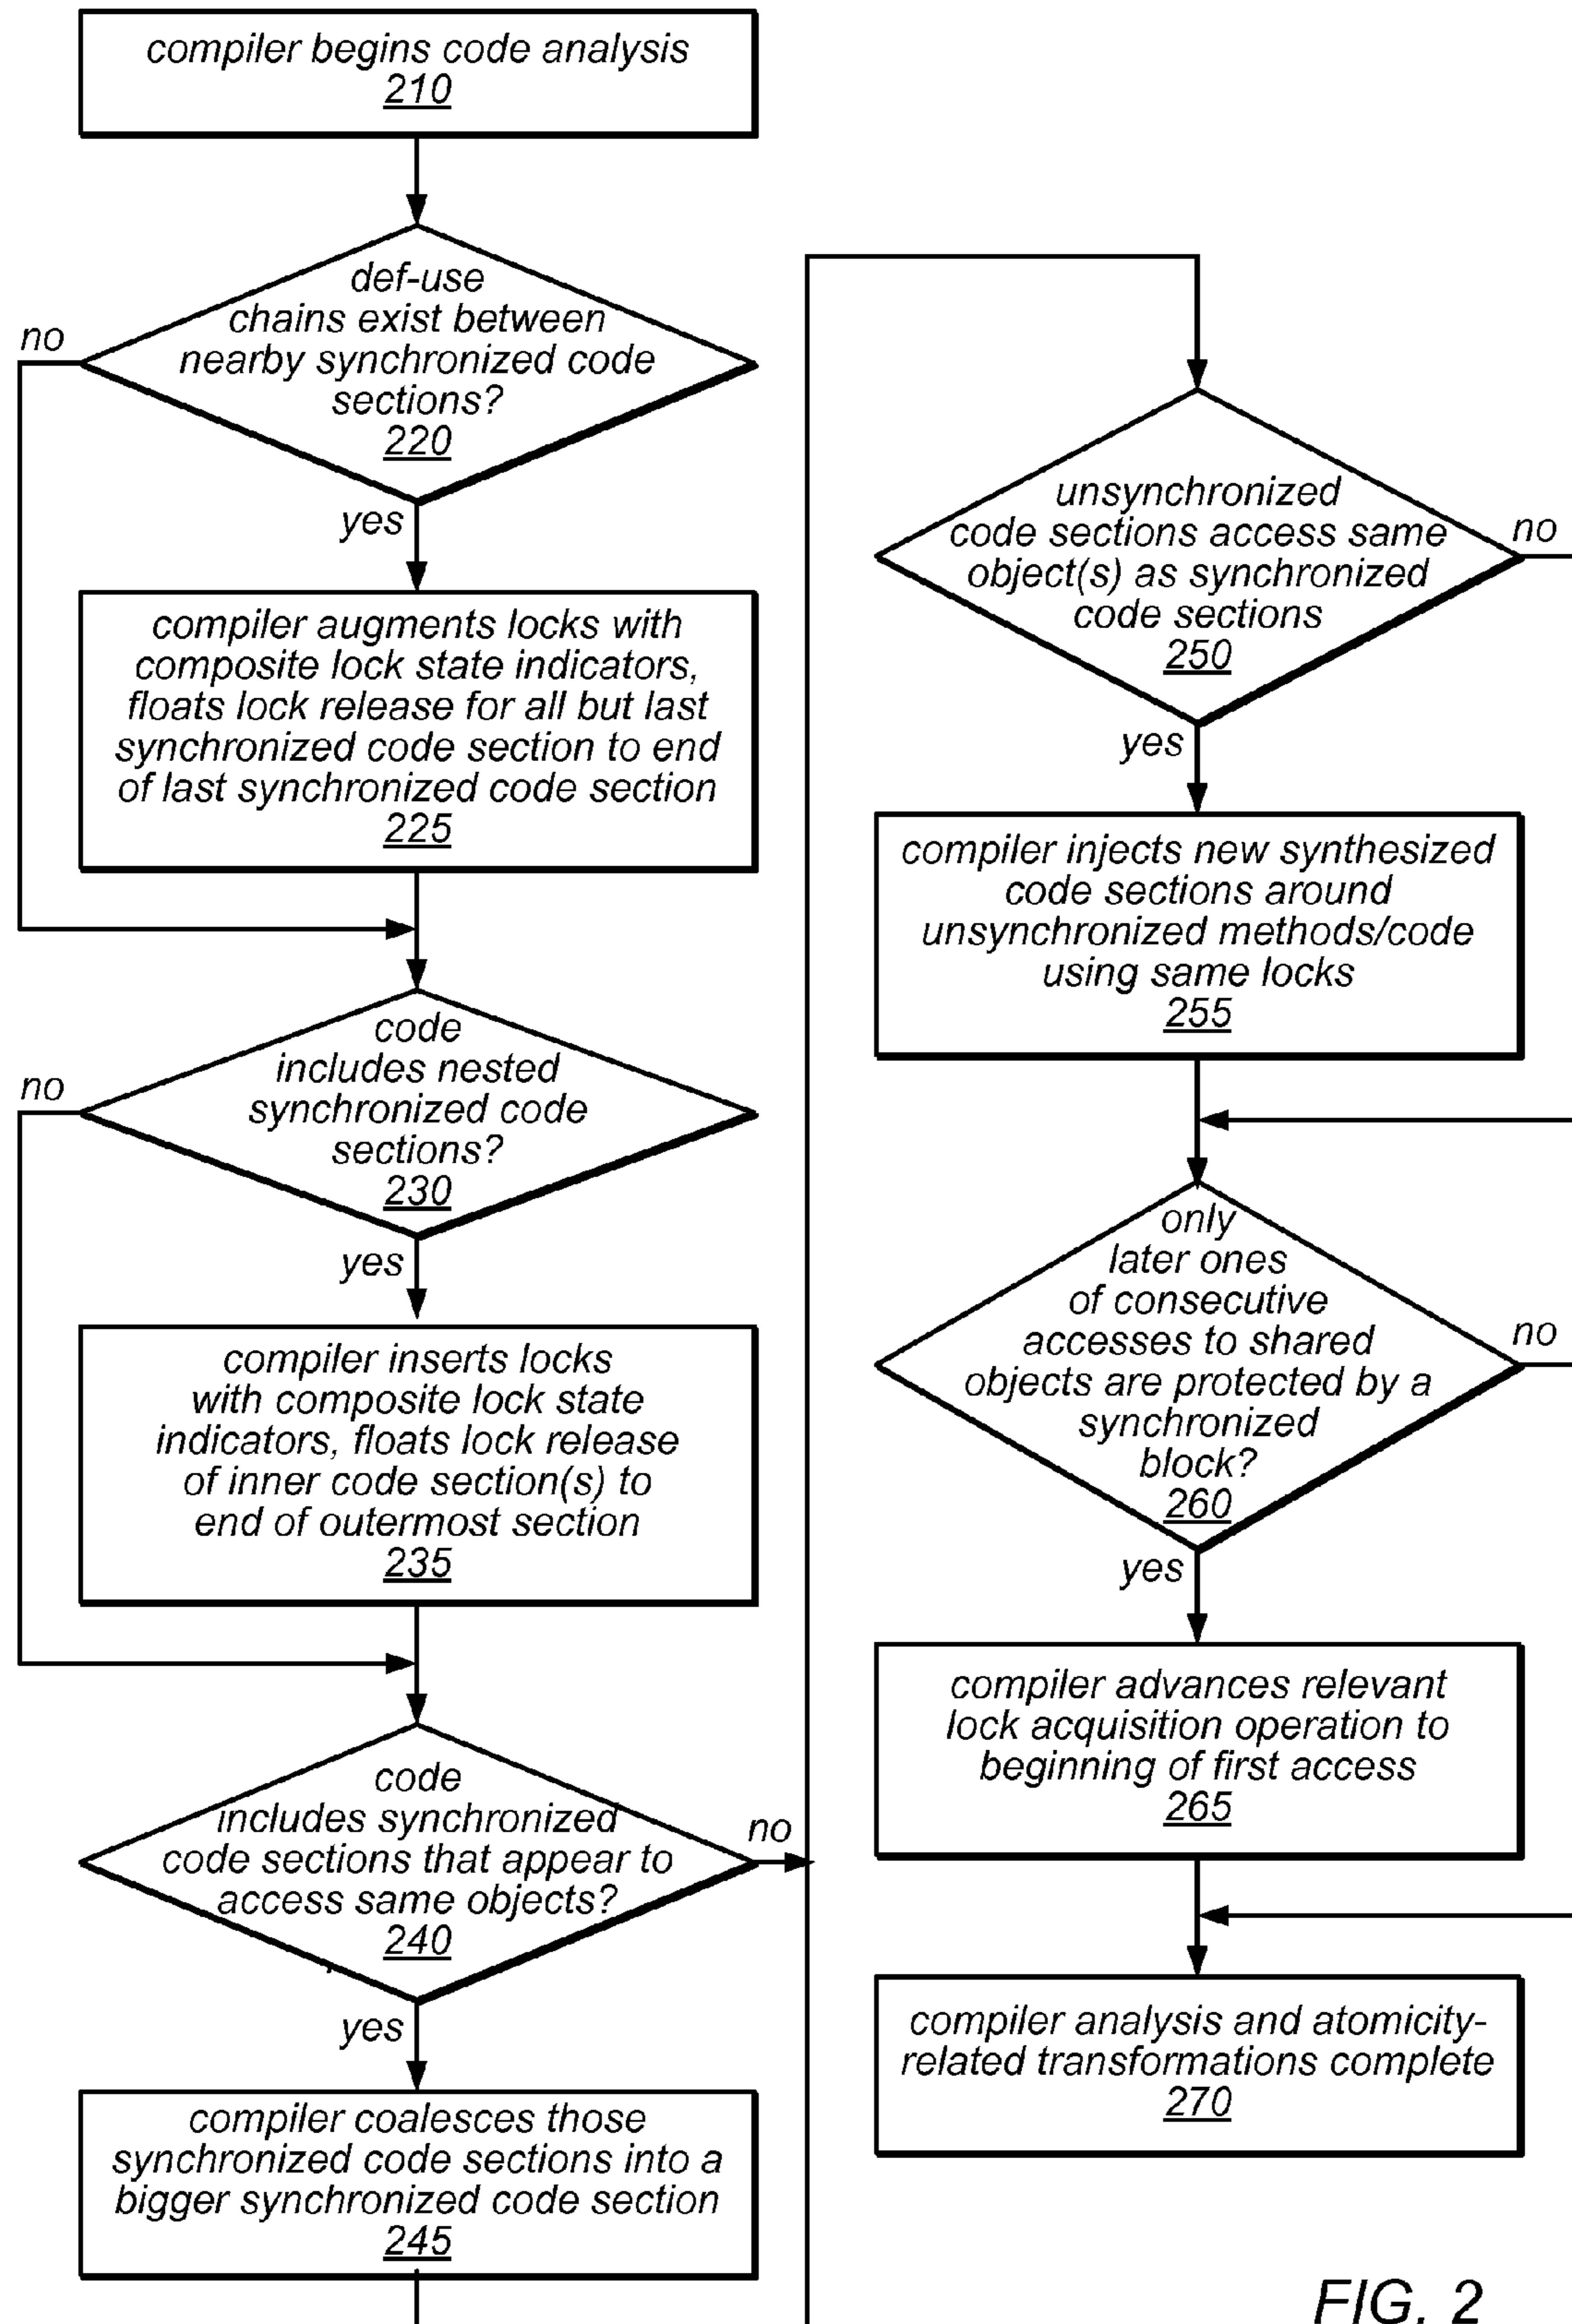 compiler begins code analysis
210
def-use
chains exist between
nearby synchronized code
sections?
220
no
yes
compiler augments locks with
composite lock state indicators,
floats lock release for all but last
synchronized code section to end
of last synchronized code section
225
code
includes nested
synchronized code
sections?
230
no
yes
compiler inserts locks
with composite lock state
indicators, floats lock release
of inner code section(s) to
end of outermost section
235
code
includes synchronized
code sections that appear to
access same objects?
240
no
yes
compiler coalesces those
synchronized code sections into a
bigger synchronized code section
245
unsynchronized
code sections access same
object(s) as synchronized
code sections
250
no
yes
compiler injects new synthesized
code sections around
unsynchronized methods/code
using same locks
255
only
later ones
of consecutive
accesses to shared
objects are protected by a
synchronized
block?
260
no
yes
compiler advances relevant
lock acquisition operation to
beginning of first access
265
compiler analysis and atomicity-
related transformations complete
270
FIG. 2